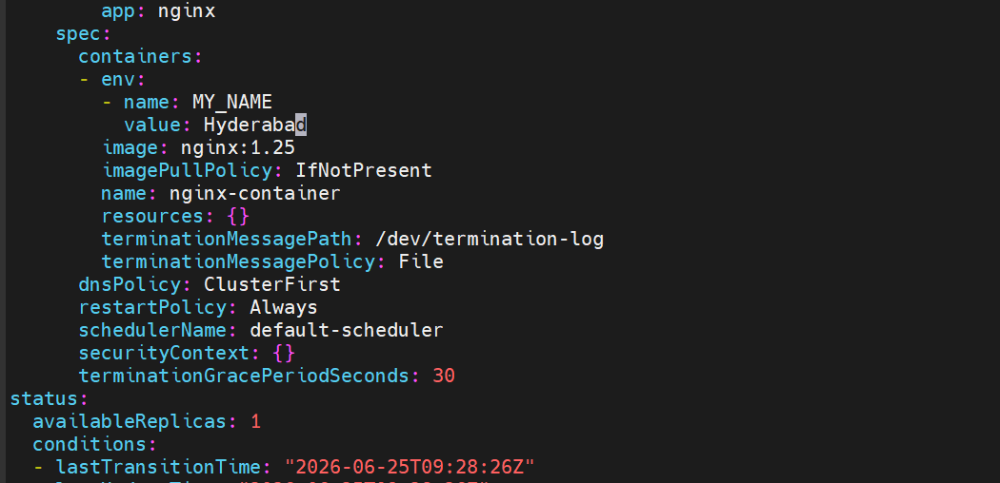 app: nginx
spec:
containers:
- env:
- name: MY_NAME
value: Hyderabad
image: nginx:1.25
imagePullPolicy: IfNotPresent
name: nginx-container
resources: {}
terminationMessagePath: /dev/termination-log
terminationMessagePolicy: File
dnsPolicy: ClusterFirst
restartPolicy: Always
schedulerName: default-scheduler
securityContext: {}
terminationGracePeriodSeconds: 30
status:
availableReplicas: 1
conditions:
- lastTransitionTime: "2026-06-25T09:28:26Z"